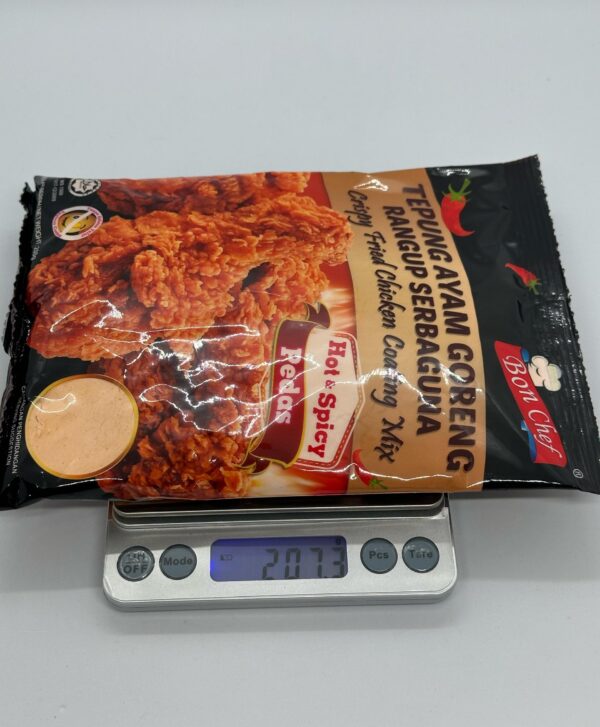 TEPUNG AYAM GORENG
RANGUP SERBAGUNA
Crispy Fried Chicken Coating Mix
Hot & Spicy
Pedas
Bon Chef
®
ON
OFF
Mode
207.3
Pcs
Tare